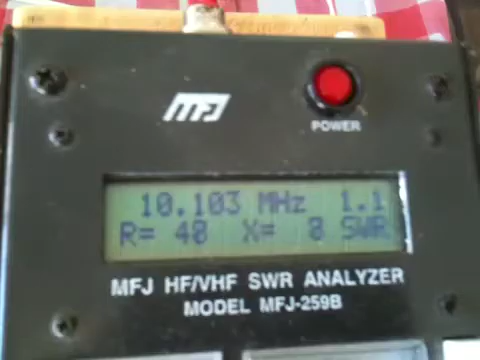 MFJ
POWER
10.103 MHz 1.1
R= 48 X= 0 SWR
MFJ HF/VHF SWR ANALYZER
MODEL MFJ-259B